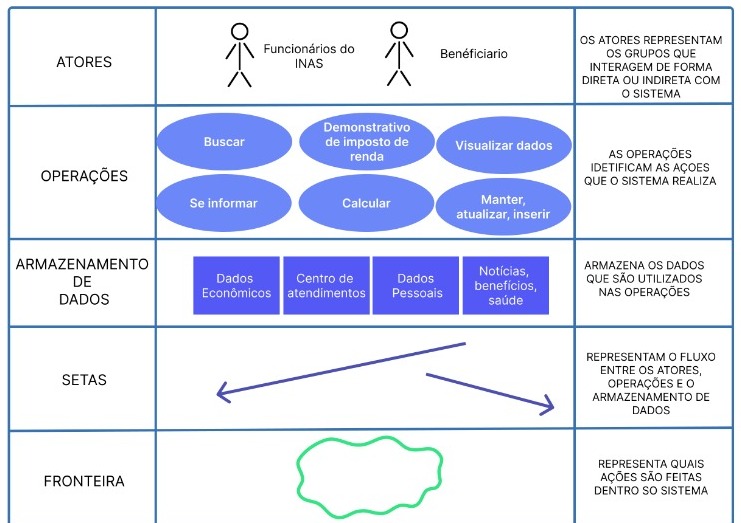 ATORES
Funcionários do
INAS
Benéficiario
OS ATORES REPRESENTAM
OS GRUPOS QUE
INTERAGEM DE FORMA
DIRETA OU INDIRETA COM
O SISTEMA
OPERAÇÕES
Buscar
Demonstrativo
de imposto de
renda
Visualizar dados
Se informar
Calcular
Manter,
atualizar, inserir
AS OPERAÇÕES
IDETIFICAM AS AÇOES
QUE O SISTEMA REALIZA
ARMAZENAMENTO
DE
DADOS
Dados
Econômicos
Centro de
atendimentos
Dados
Pessoais
Notícias,
benefícios,
saúde
ARMAZENA OS DADOS
QUE SÃO UTILIZADOS
NAS OPERAÇÕES
SETAS
REPRESENTAM O FLUXO
ENTRE OS ATORES,
OPERAÇÕES E O
ARMAZENAMENTO DE
DADOS
FRONTEIRA
REPRESENTA QUAIS
AÇÕES SÃO FEITAS
DENTRO SO SISTEMA